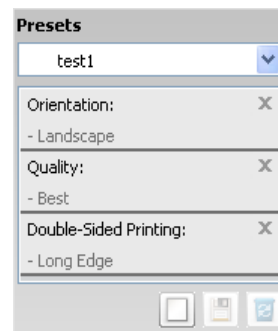 Presets
test1
Orientation:
- Landscape
Quality:
- Best
Double-Sided Printing:
- Long Edge